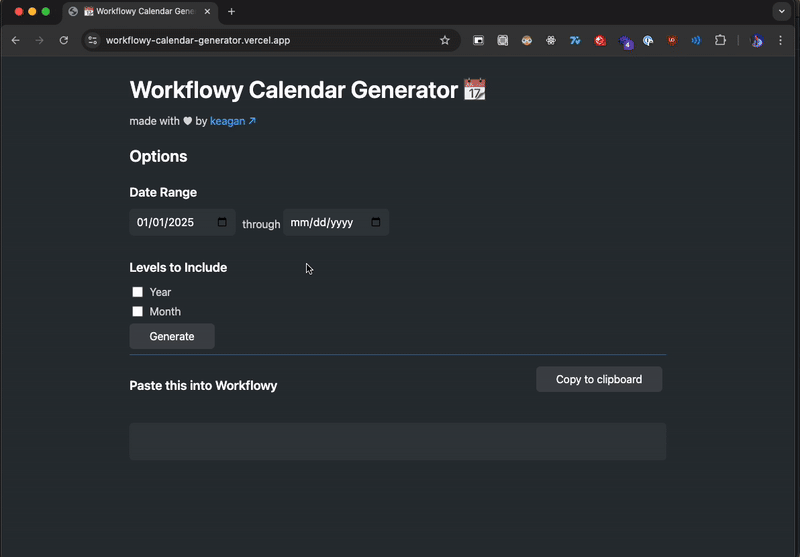 Workflowy Calendar Gene
workflowy-calendar-generator.vercel.app
4
Workflowy Calendar Generator
17
made with ♥ by keagan ↗
Options
Date Range
01/01/2025 through mm/dd/yyyy
Levels to Include
Year
Month
Generate
Paste this into Workflowy
Copy to clipboard